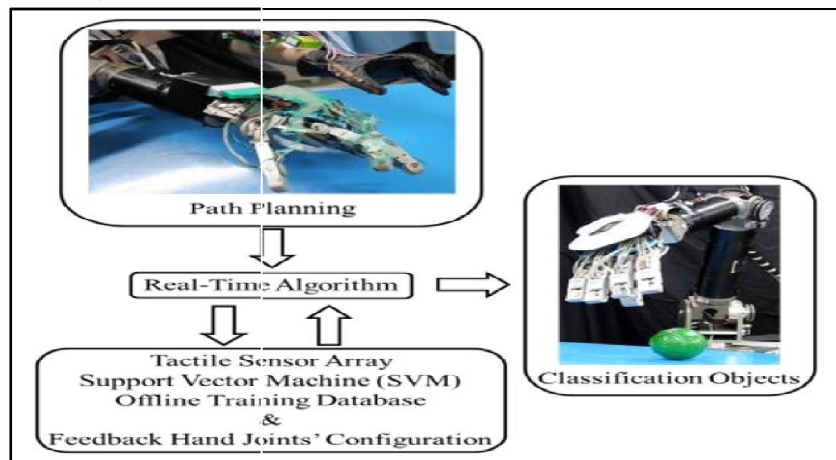 Path Planning
Real-Time Algorithm
Tactile Sensor Array
Support Vector Machine (SVM)
Offline Training Database
&
Feedback Hand Joints' Configuration
Classification Objects